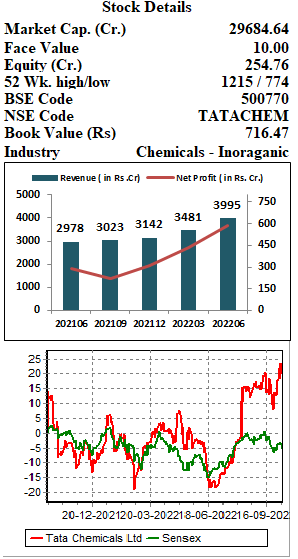 Stock Details
Market Cap. (Cr.) 29684.64
Face Value 10.00
Equity (Cr.) 254.76
52 Wk. high/low 1215 / 774
BSE Code 500770
NSE Code TATACHEM
Book Value (Rs) 716.47
Industry Chemicals - Inoraganic
Revenue ( in Rs .Cr) Net Profit ( in Rs. Cr.)
5000 750
4000 600
3000 450
2000 300
1000 150
0 0
2978 3023 3142 3481 3995
202106 202109 202112 202203 202206
25
20
15
10
5
0
-5
-10
-15
-20
20-12-2021 20-03-2022 18-06-2022 16-09-2022
Tata Chemicals Ltd Sensex